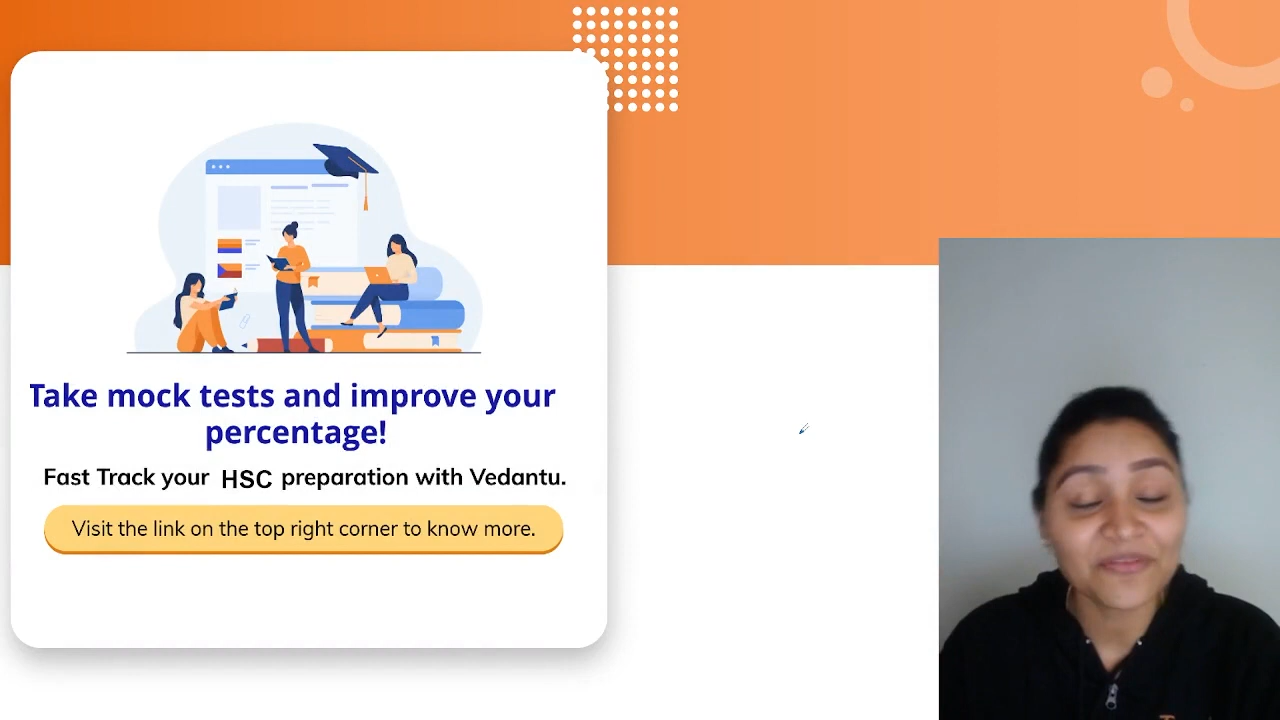 Take mock tests and improve your
percentage!
Fast Track your HSC preparation with Vedantu.
Visit the link on the top right corner to know more.